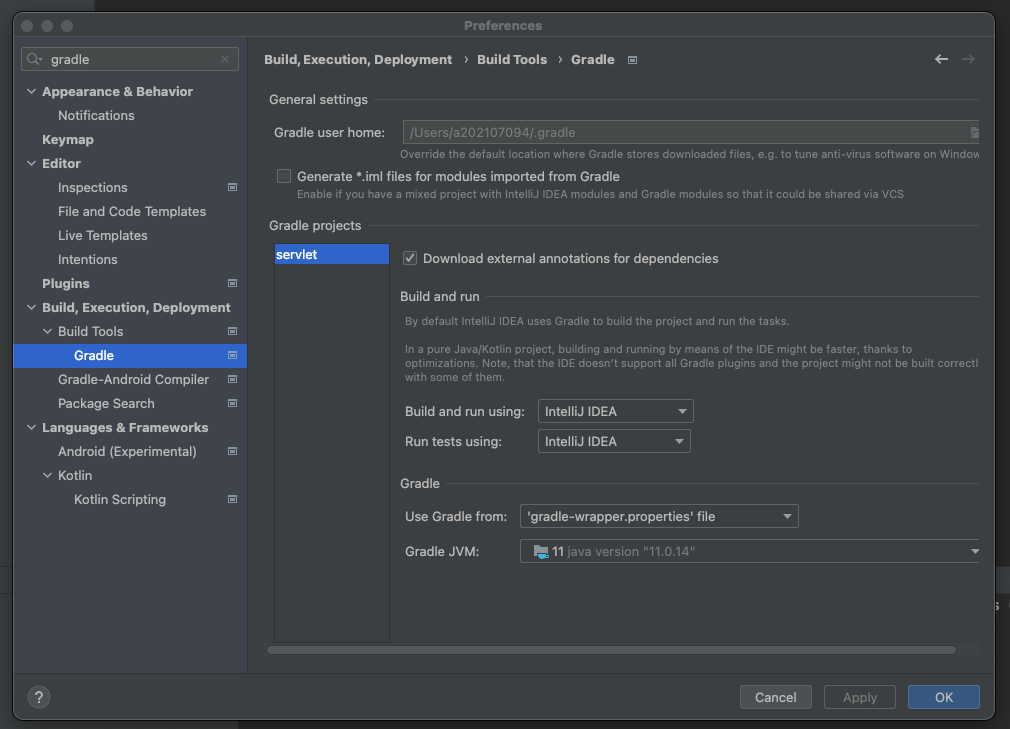 Preferences
gradle
Appearance & Behavior
Notifications
Keymap
Editor
Inspections
File and Code Templates
Live Templates
Intentions
Plugins
Build, Execution, Deployment
Build Tools
Gradle
Gradle-Android Compiler
Package Search
Languages & Frameworks
Android (Experimental)
Kotlin
Kotlin Scripting
Build, Execution, Deployment › Build Tools › Gradle
General settings
Gradle user home: /Users/a202107094/.gradle
Override the default location where Gradle stores downloaded files, e.g. to tune anti-virus software on Window
Generate *.iml files for modules imported from Gradle
Enable if you have a mixed project with IntelliJ IDEA modules and Gradle modules so that it could be shared via VCS
Gradle projects
servlet
Download external annotations for dependencies
Build and run
By default IntelliJ IDEA uses Gradle to build the project and run the tasks.
In a pure Java/Kotlin project, building and running by means of the IDE might be faster, thanks to
optimizations. Note, that the IDE doesn't support all Gradle plugins and the project might not be built correctl
with some of them.
Build and run using: IntelliJ IDEA
Run tests using: IntelliJ IDEA
Gradle
Use Gradle from: 'gradle-wrapper.properties' file
Gradle JVM: 11 java version "11.0.14"
?
Cancel
Apply
OK